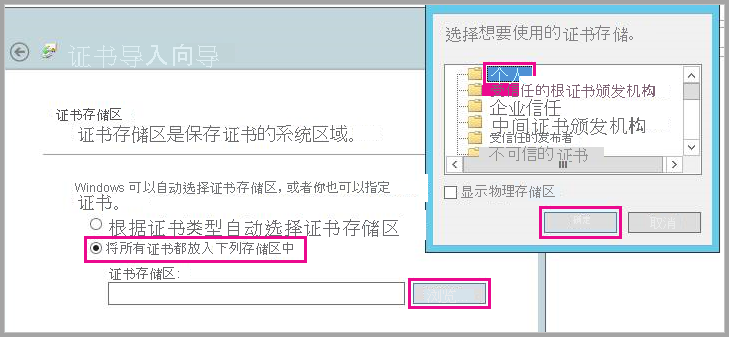 证书导入向导
证书存储区
证书存储区是保存证书的系统区域。
Windows 可以自动选择证书存储区，或者你也可以指定
证书。
根据证书类型自动选择证书存储区
将所有证书都放入下列存储区中
证书存储区:
浏览...
选择想要使用的证书存储。
个人
受信任的根证书颁发机构
企业信任
中间证书颁发机构
受信任的发布者
不可信的证书
显示物理存储区
确定
取消